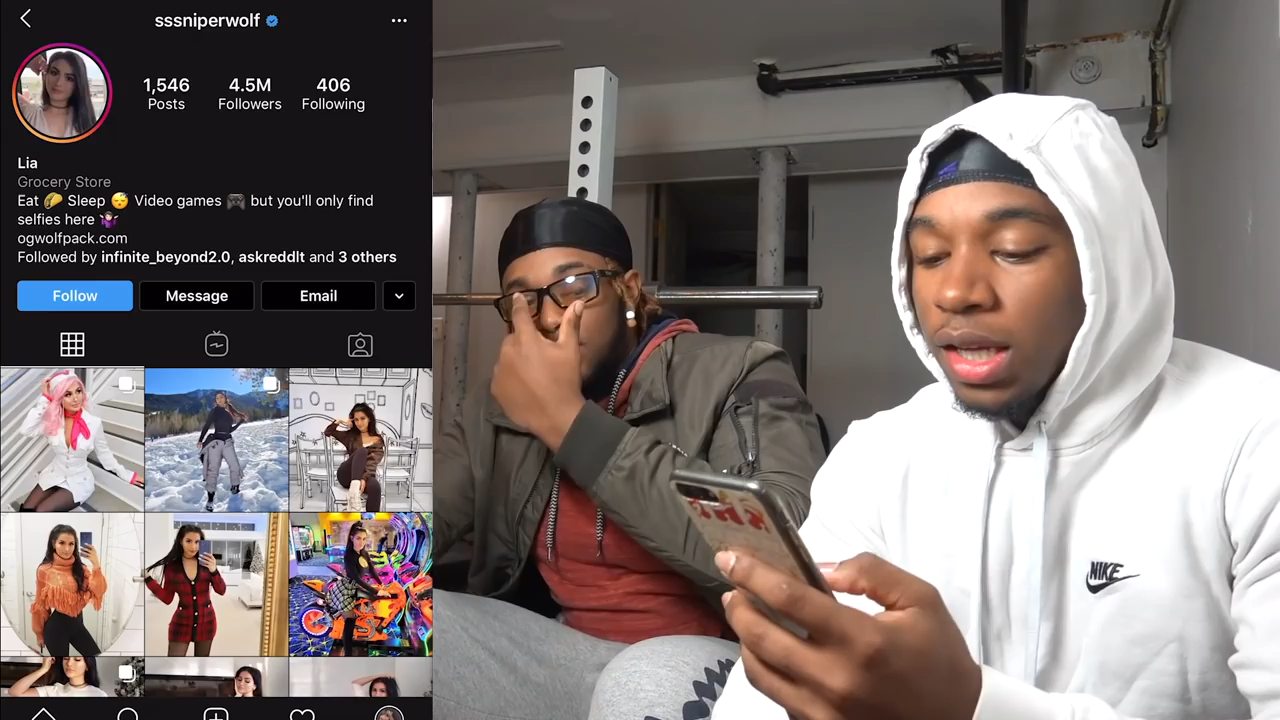 sssniperwolf
1,546
4.5M
406
Posts
Followers
Following
Lia
Grocery Store
Eat 🌮 Sleep 😴 Video games 🎮 but you'll only find
selfies here 🤷🏻‍♀️
ogwolfpack.com
Followed by infinite_beyond2.0, askreddlt and 3 others
Follow
Message
Email
NIKE